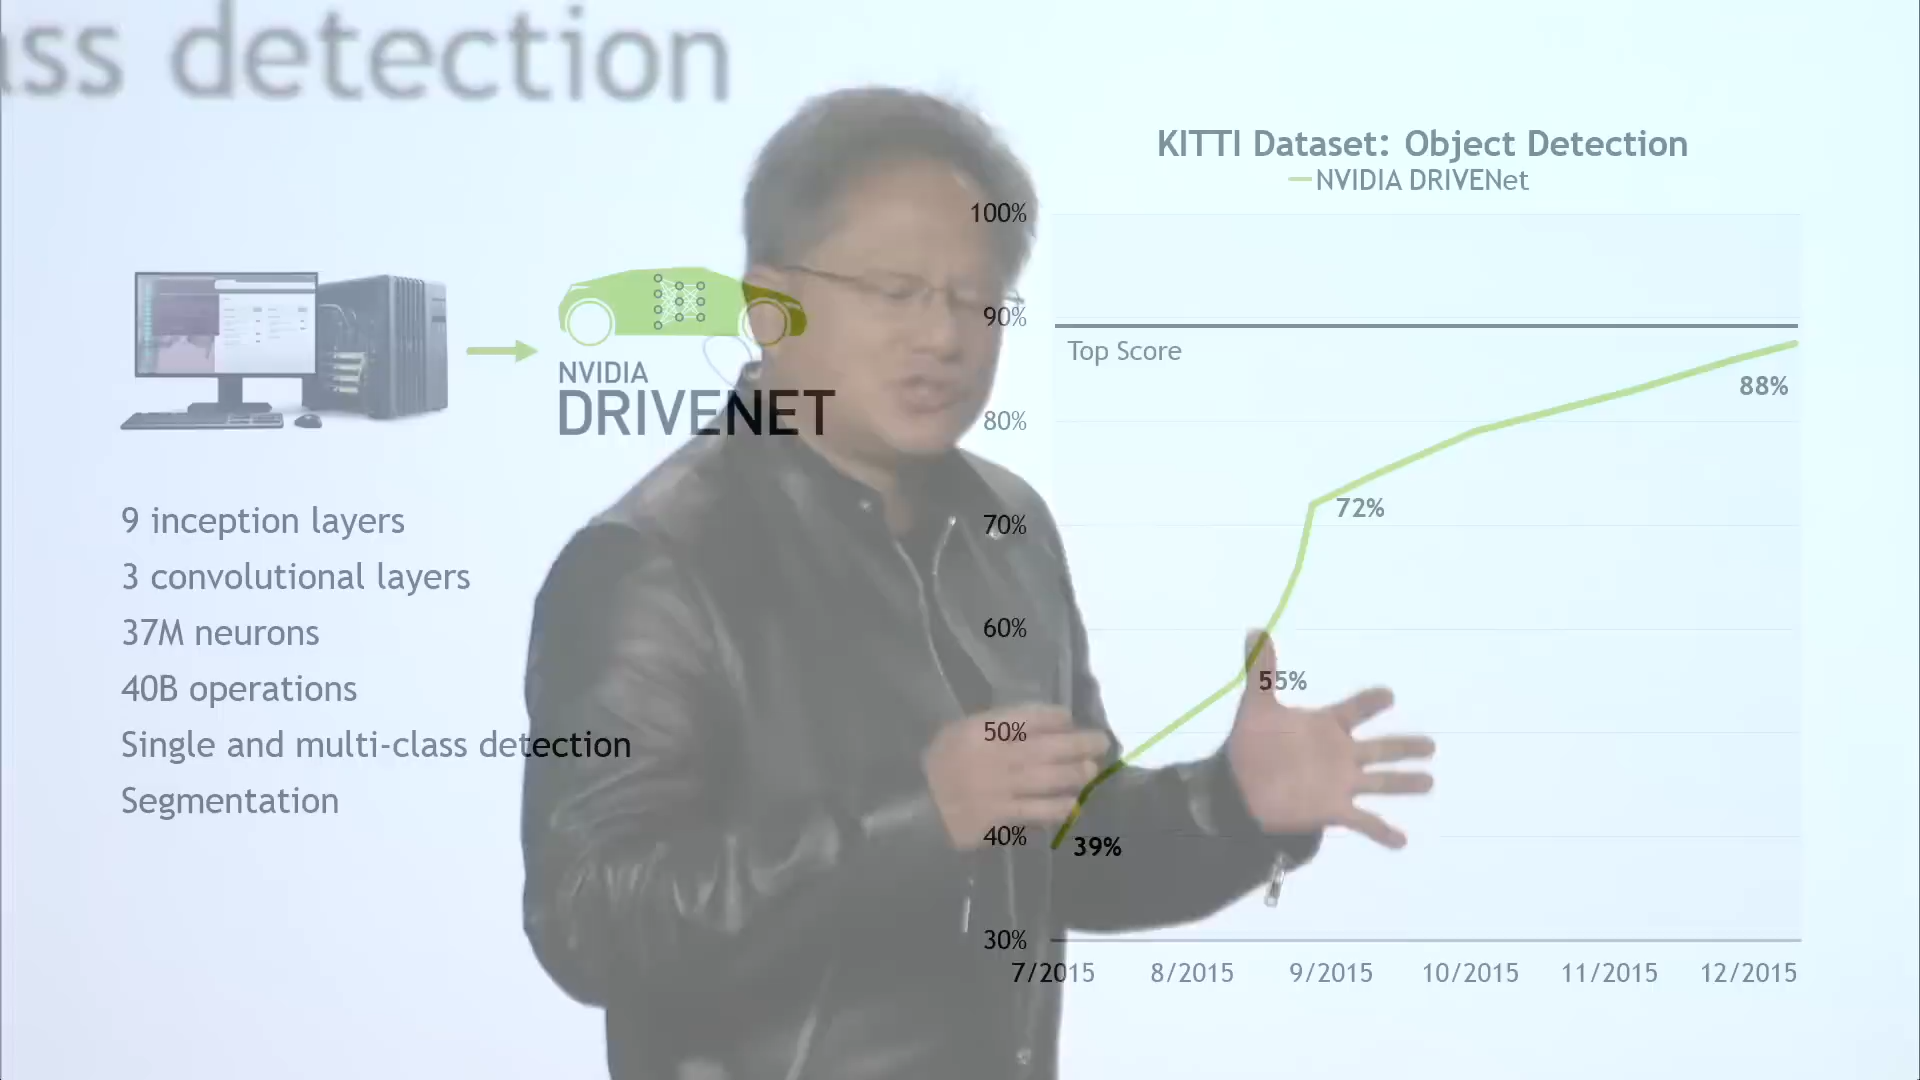 ss detection
NVIDIA
DRIVENET
9 inception layers
3 convolutional layers
37M neurons
40B operations
Single and multi-class detection
Segmentation
KITTI Dataset: Object Detection
NVIDIA DRIVENet
100%
90%
Top Score
88%
80%
72%
70%
60%
55%
50%
40%
39%
30%
7/2015 8/2015 9/2015 10/2015 11/2015 12/2015